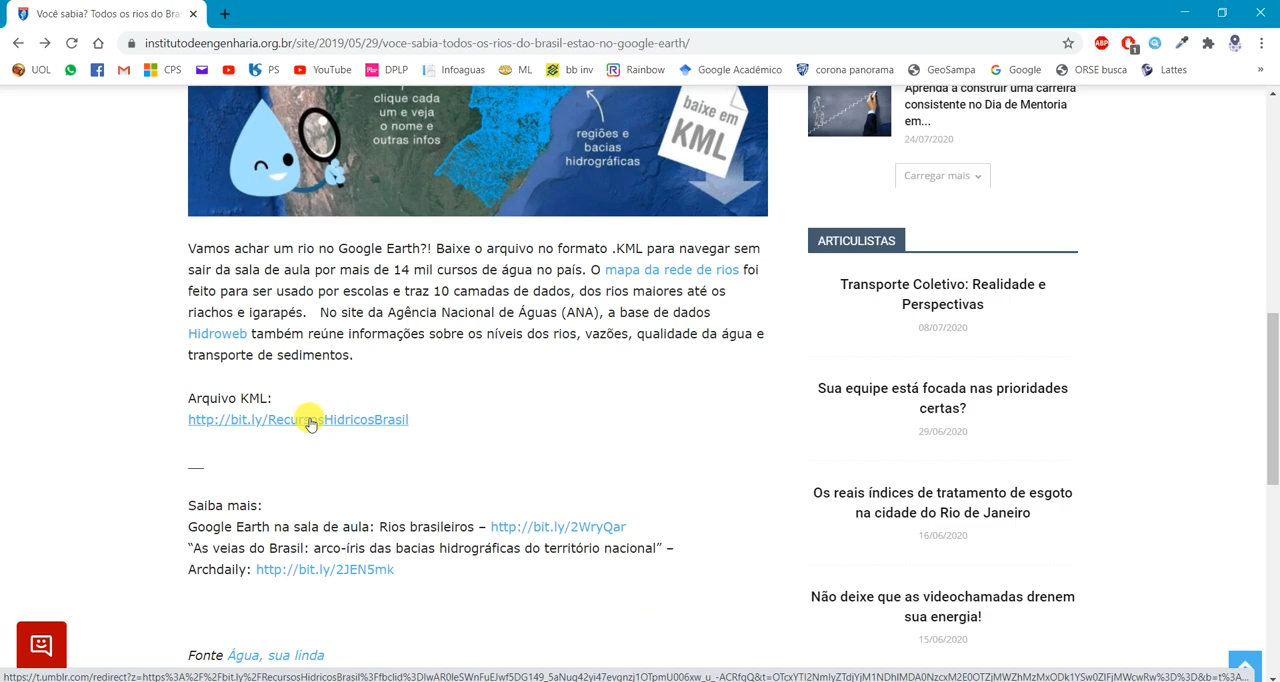 Você sabia? Todos os rios do Bra
institutodeengenharia.org.br/site/2019/05/29/voce-sabia-todos-os-rios-do-brasil-estao-no-google-earth/
ABP
1
UOL
CPS
PS
YouTube
DPLP
Infoaguas
ML
bb inv
Rainbow
Google Acadêmico
corona panorama
GeoSampa
Google
ORSE busca
Lattes
»
clique cada
um e veja
o nome e
outras infos
regiões e
bacias
hidrográficas
baixe em
KML
Aprenda a construir uma carreira
consistente no Dia de Mentoria
em...
24/07/2020
Carregar mais
Vamos achar um rio no Google Earth?! Baixe o arquivo no formato .KML para navegar sem
sair da sala de aula por mais de 14 mil cursos de água no país. O mapa da rede de rios foi
feito para ser usado por escolas e traz 10 camadas de dados, dos rios maiores até os
riachos e igarapés. No site da Agência Nacional de Águas (ANA), a base de dados
Hidroweb também reúne informações sobre os níveis dos rios, vazões, qualidade da água e
transporte de sedimentos.
Arquivo KML:
http://bit.ly/RecursosHidricosBrasil
—
Saiba mais:
Google Earth na sala de aula: Rios brasileiros – http://bit.ly/2WryQar
“As veias do Brasil: arco-íris das bacias hidrográficas do território nacional” –
Archdaily: http://bit.ly/2JEN5mk
Fonte Água, sua linda
ARTICULISTAS
Transporte Coletivo: Realidade e
Perspectivas
08/07/2020
Sua equipe está focada nas prioridades
certas?
29/06/2020
Os reais índices de tratamento de esgoto
na cidade do Rio de Janeiro
16/06/2020
Não deixe que as videochamadas drenem
sua energia!
15/06/2020